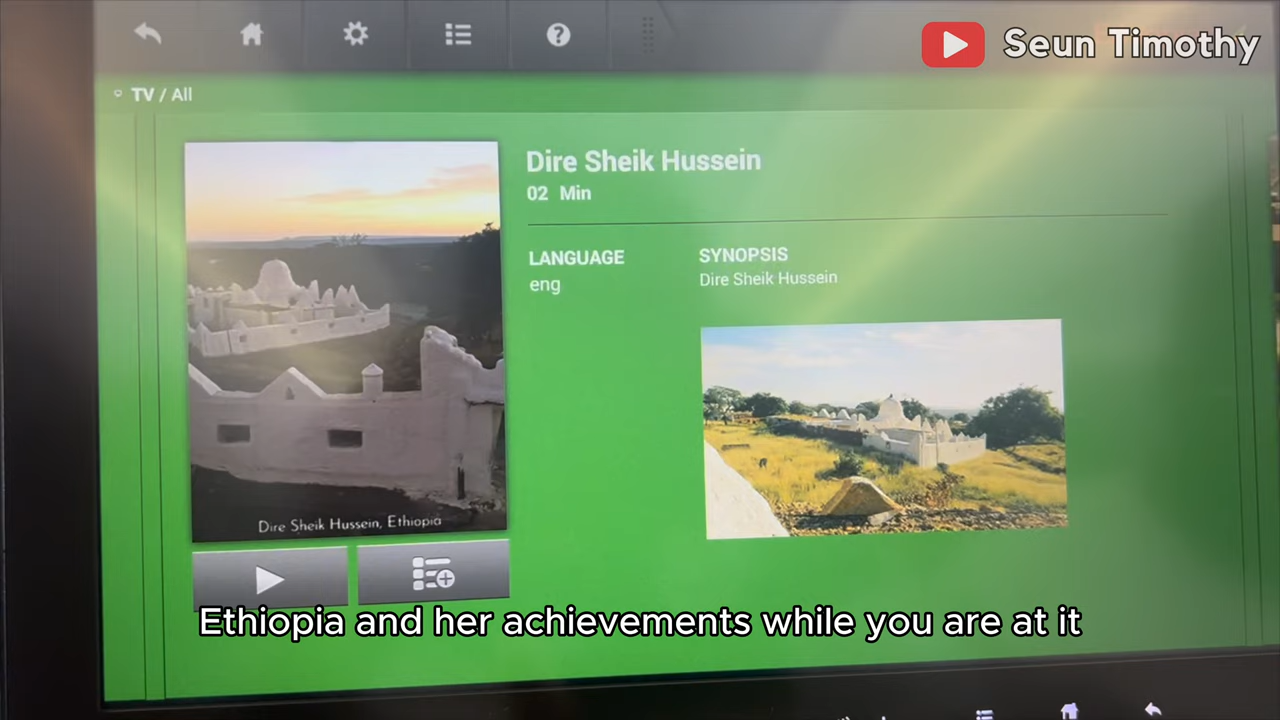 Seun Timothy
TV / All
Dire Sheik Hussein
02 Min
LANGUAGE
eng
SYNOPSIS
Dire Sheik Hussein
Dire Sheik Hussein, Ethiopia
Ethiopia and her achievements while you are at it